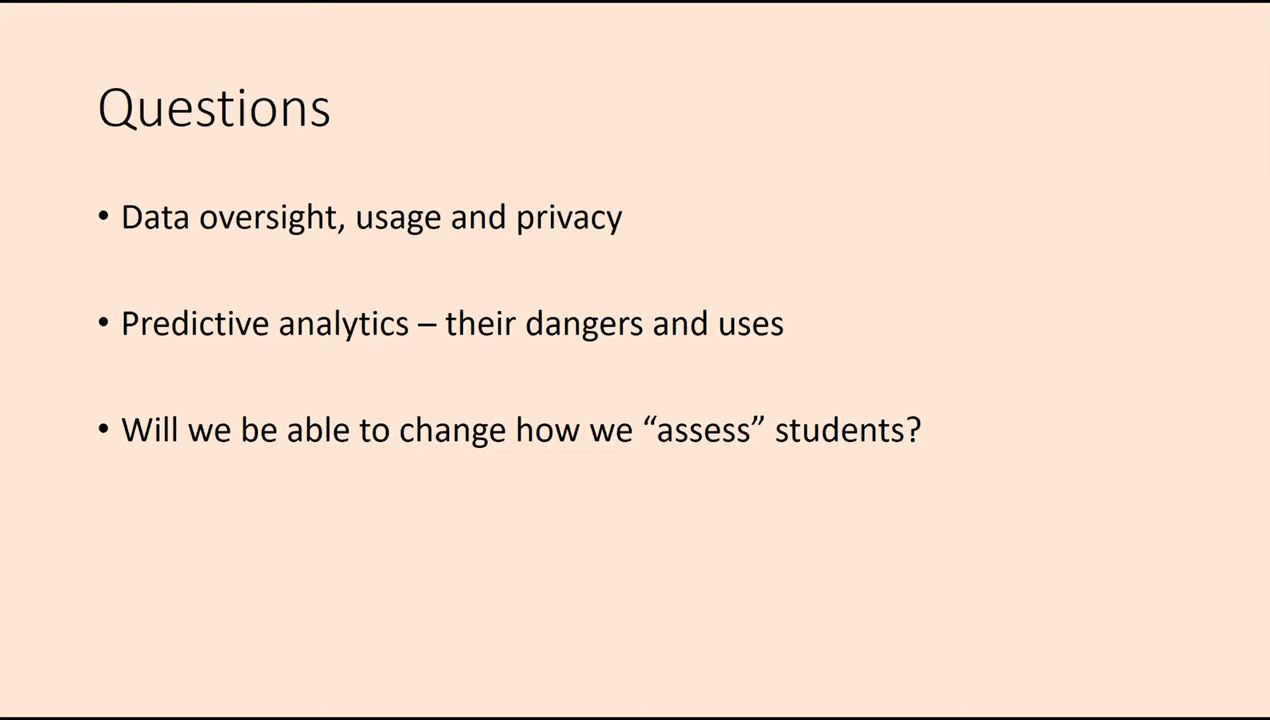 Questions
• Data oversight, usage and privacy
• Predictive analytics – their dangers and uses
• Will we be able to change how we “assess” students?